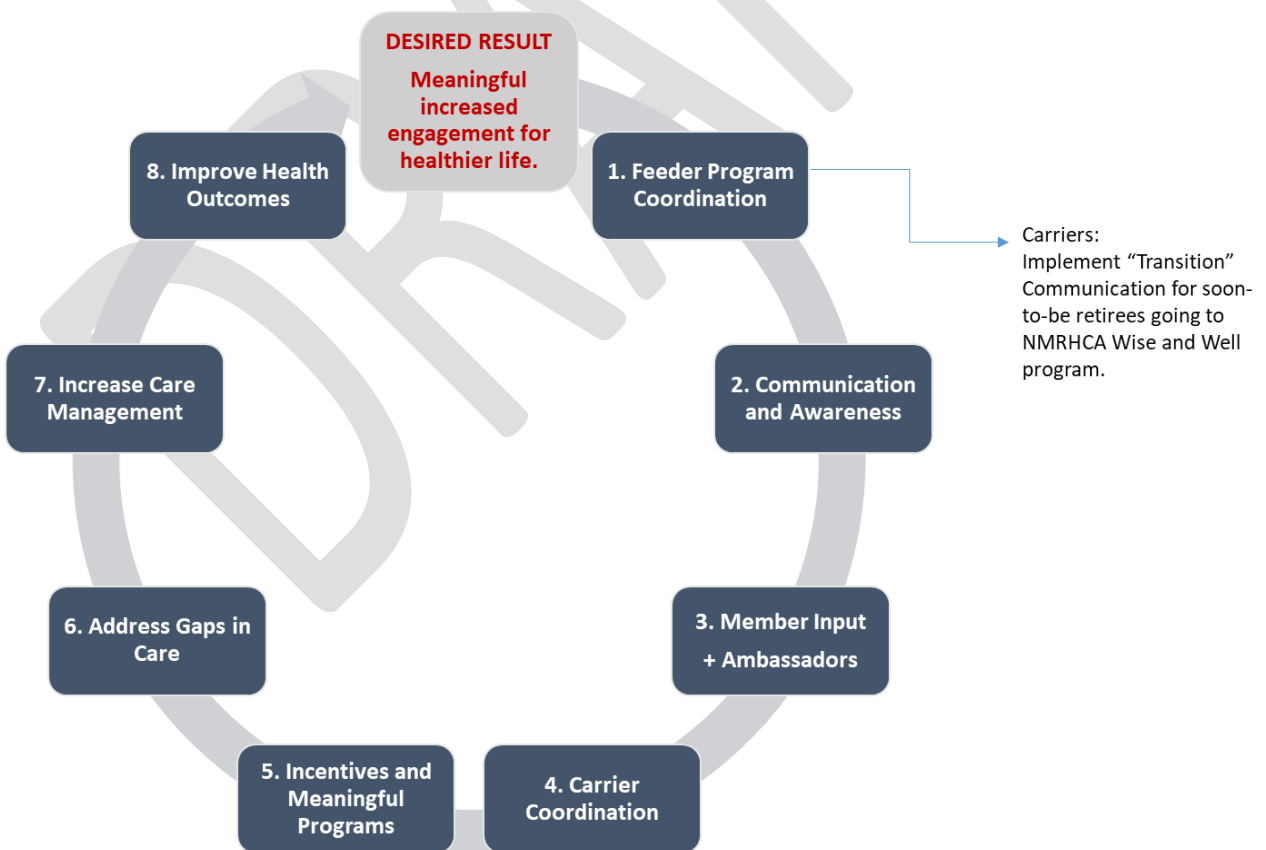 DESIRED RESULT
Meaningful
increased
engagement for
healthier life.
1. Feeder Program
Coordination
Carriers:
Implement “Transition”
Communication for soon-
to-be retirees going to
NMRHCA Wise and Well
program.
2. Communication
and Awareness
3. Member Input
+ Ambassadors
4. Carrier
Coordination
5. Incentives and
Meaningful
Programs
6. Address Gaps in
Care
7. Increase Care
Management
8. Improve Health
Outcomes
DRAF